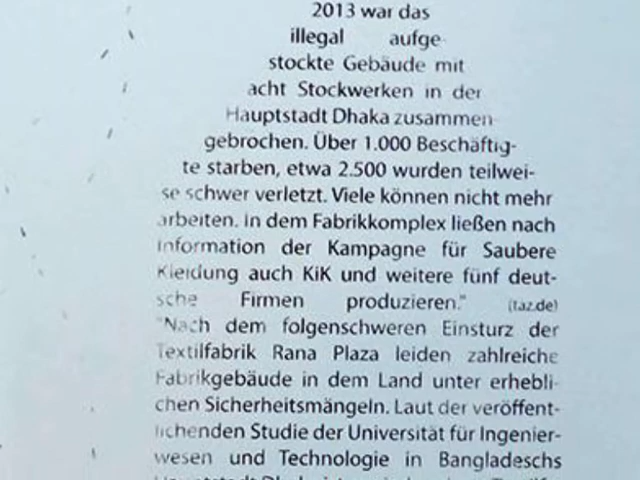 2013 war das
illegal aufge-
stockte Gebäude mit
acht Stockwerken in der
Hauptstadt Dhaka zusammen-
gebrochen. Über 1.000 Beschäftig-
te starben, etwa 2.500 wurden teilwei-
se schwer verletzt. Viele können nicht mehr
arbeiten. In dem Fabrikkomplex ließen nach
Information der Kampagne für Saubere
Kleidung auch KiK und weitere fünf deut-
sche Firmen produzieren." (taz.de)
"Nach dem folgenschweren Einsturz der
Textilfabrik Rana Plaza leiden zahlreiche
Fabrikgebäude in dem Land unter erhebli-
chen Sicherheitsmängeln. Laut der veröffent-
lichenden Studie der Universität für Ingenier-
wesen und Technologie in Bangladeschs